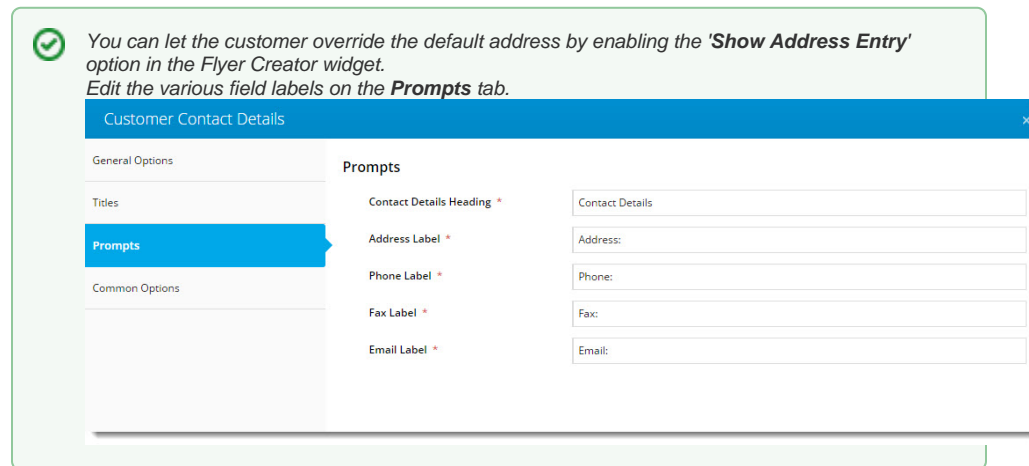 You can let the customer override the default address by enabling the 'Show Address Entry'
option in the Flyer Creator widget.
Edit the various field labels on the Prompts tab.
Customer Contact Details ×
General Options
Titles
Prompts
Common Options
Prompts
Contact Details Heading * Contact Details
Address Label * Address:
Phone Label * Phone:
Fax Label * Fax:
Email Label * Email: